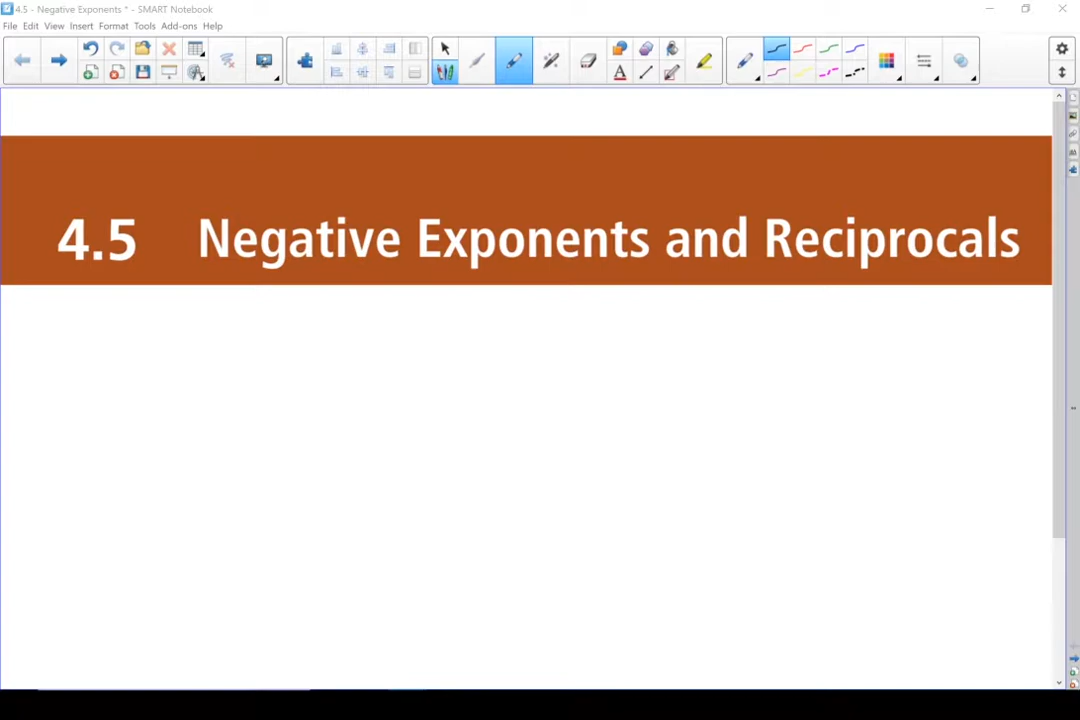 4.5 - Negative Exponents * - SMART Notebook
File Edit View Insert Format Tools Add-ons Help
4.5 Negative Exponents and Reciprocals